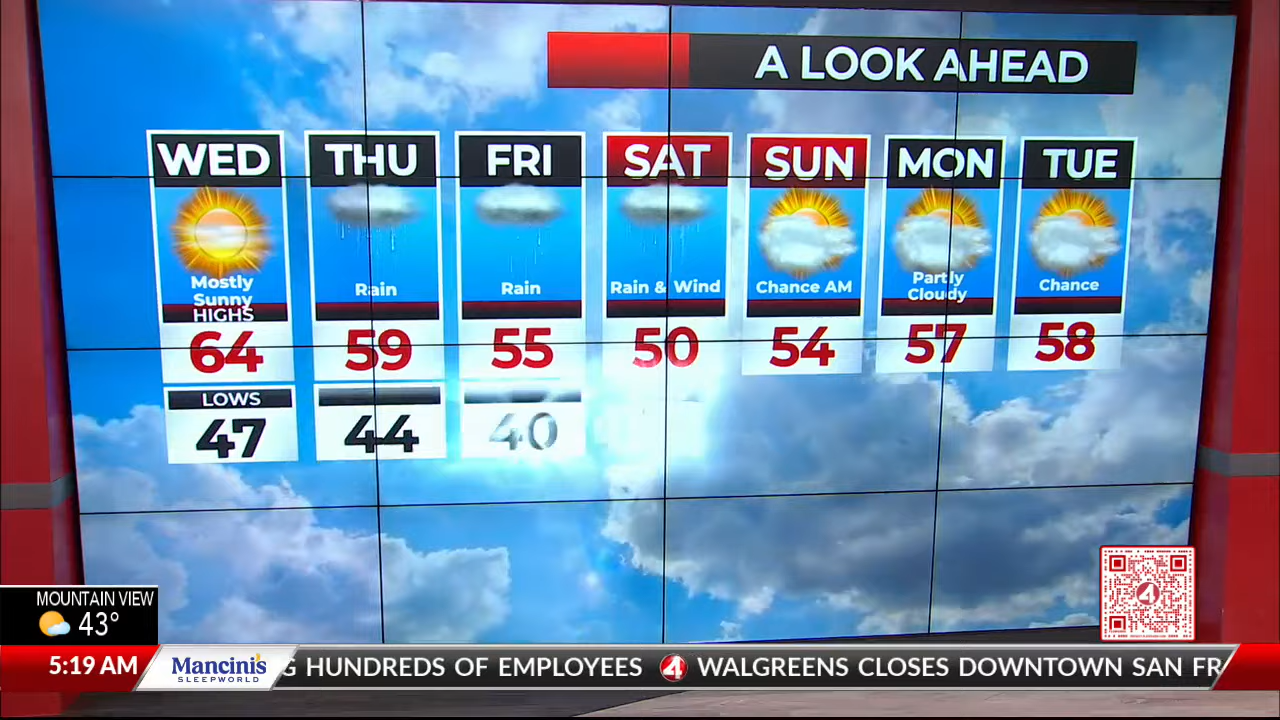 A LOOK AHEAD
WED THU FRI SAT SUN MON TUE
Mostly
Sunny
Rain
Rain
Rain & Wind
Chance AM
Partly
Cloudy
Chance
HIGHS
64 59 55 50 54 57 58
LOWS
47 44 40
MOUNTAIN VIEW
43°
4
5:19 AM
Mancini's
SLEEPWORLD
G HUNDREDS OF EMPLOYEES 4 WALGREENS CLOSES DOWNTOWN SAN FR